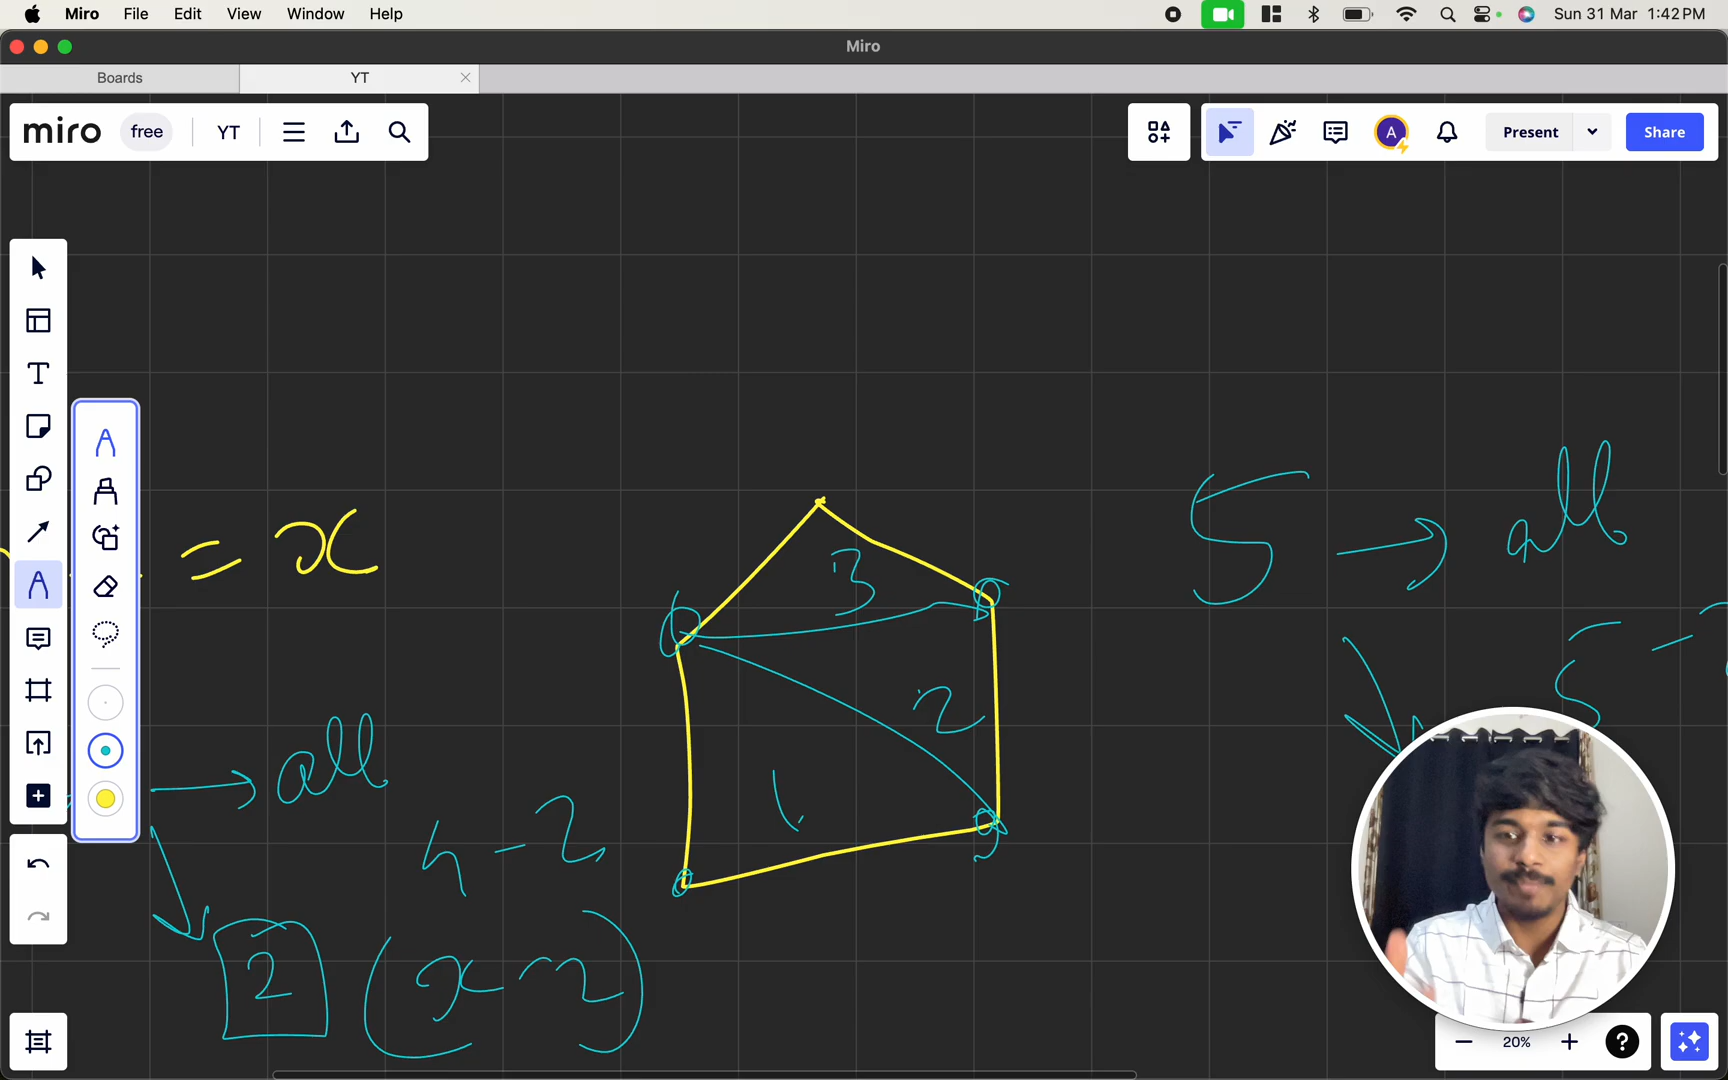 Miro File Edit View Window Help Sun 31 Mar 1:42 PM
Miro
Boards YT
miro free YT Present Share
A
= x
3
2
1
5 → all
5 -
→ all
4 - 2
2 (x - 2)
20%